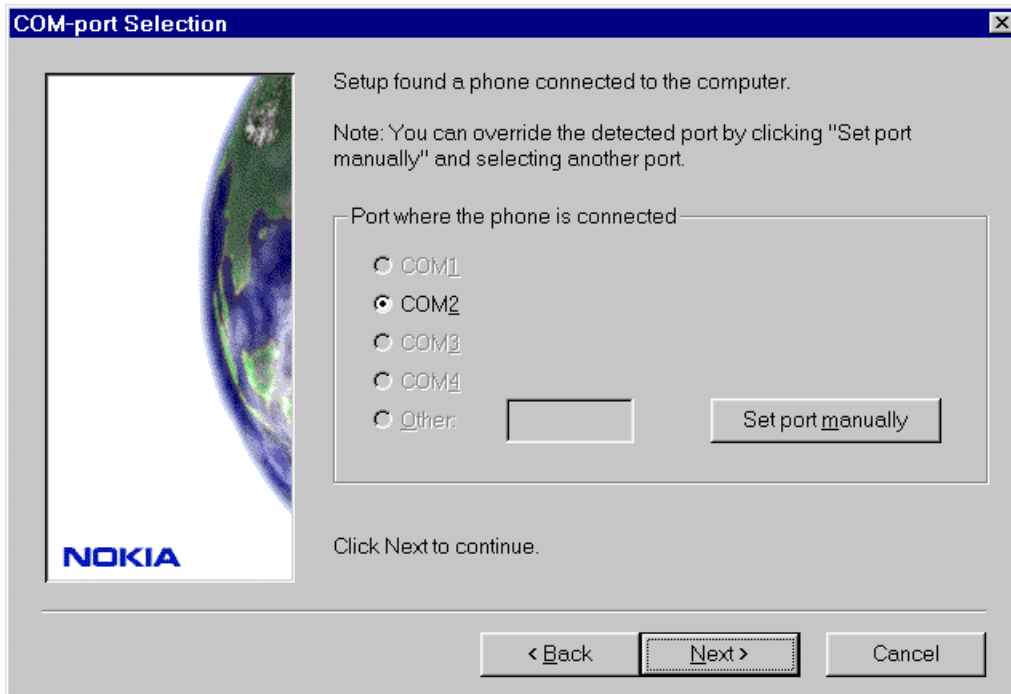 COM-port Selection
Setup found a phone connected to the computer.
Note: You can override the detected port by clicking "Set port
manually" and selecting another port.
Port where the phone is connected
COM1
COM2
COM3
COM4
Other:
Set port manually
NOKIA
Click Next to continue.
< Back
Next >
Cancel